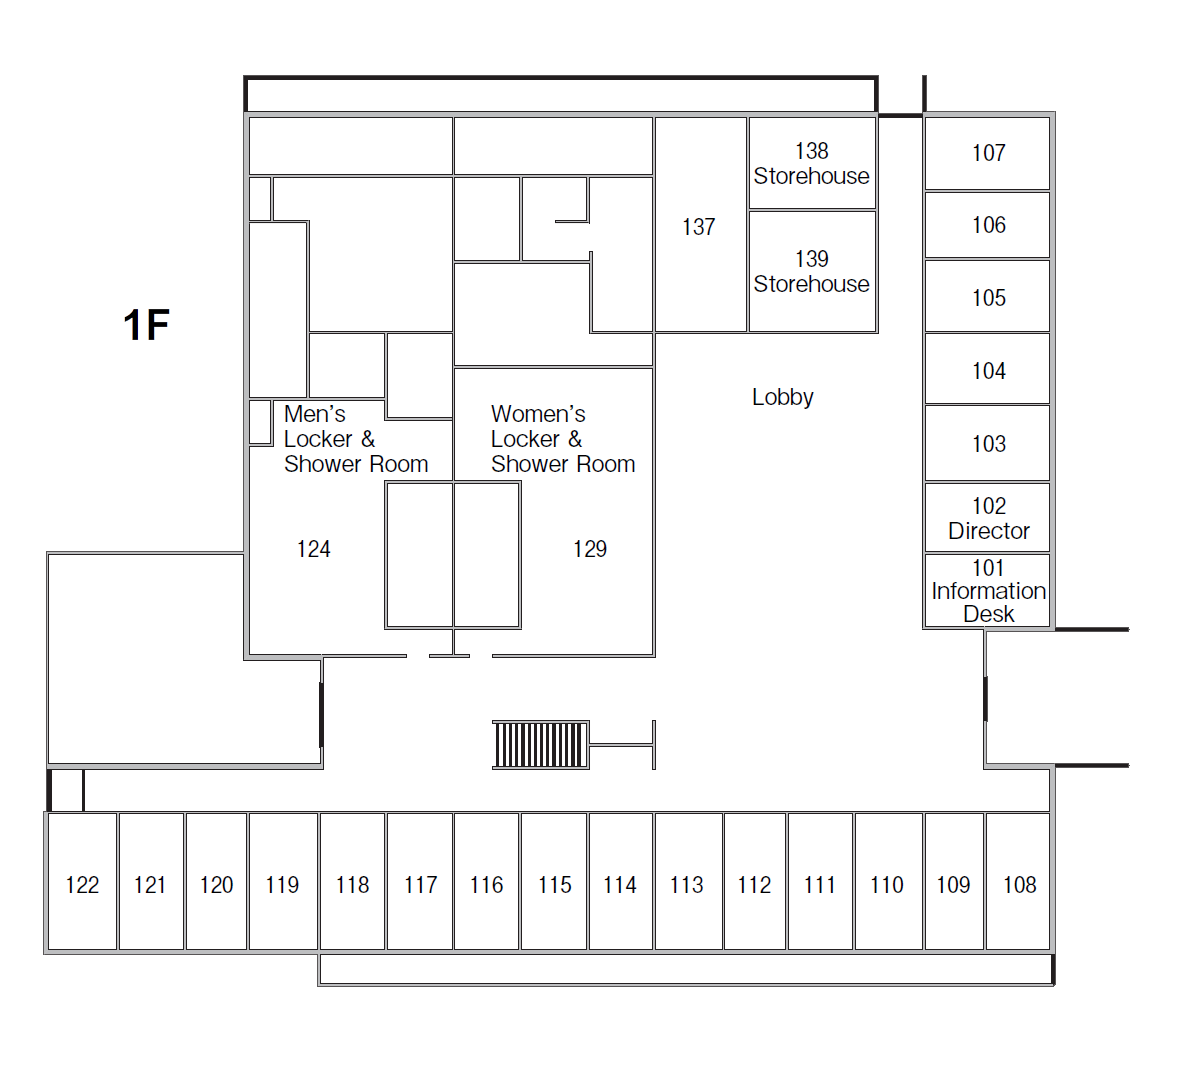 138
Storehouse
107
137
106
139
Storehouse
105
1F
104
Lobby
Men's
Locker &
Shower Room
Women's
Locker &
Shower Room
103
102
Director
124
129
101
Information
Desk
122
121
120
119
118
117
116
115
114
113
112
111
110
109
108